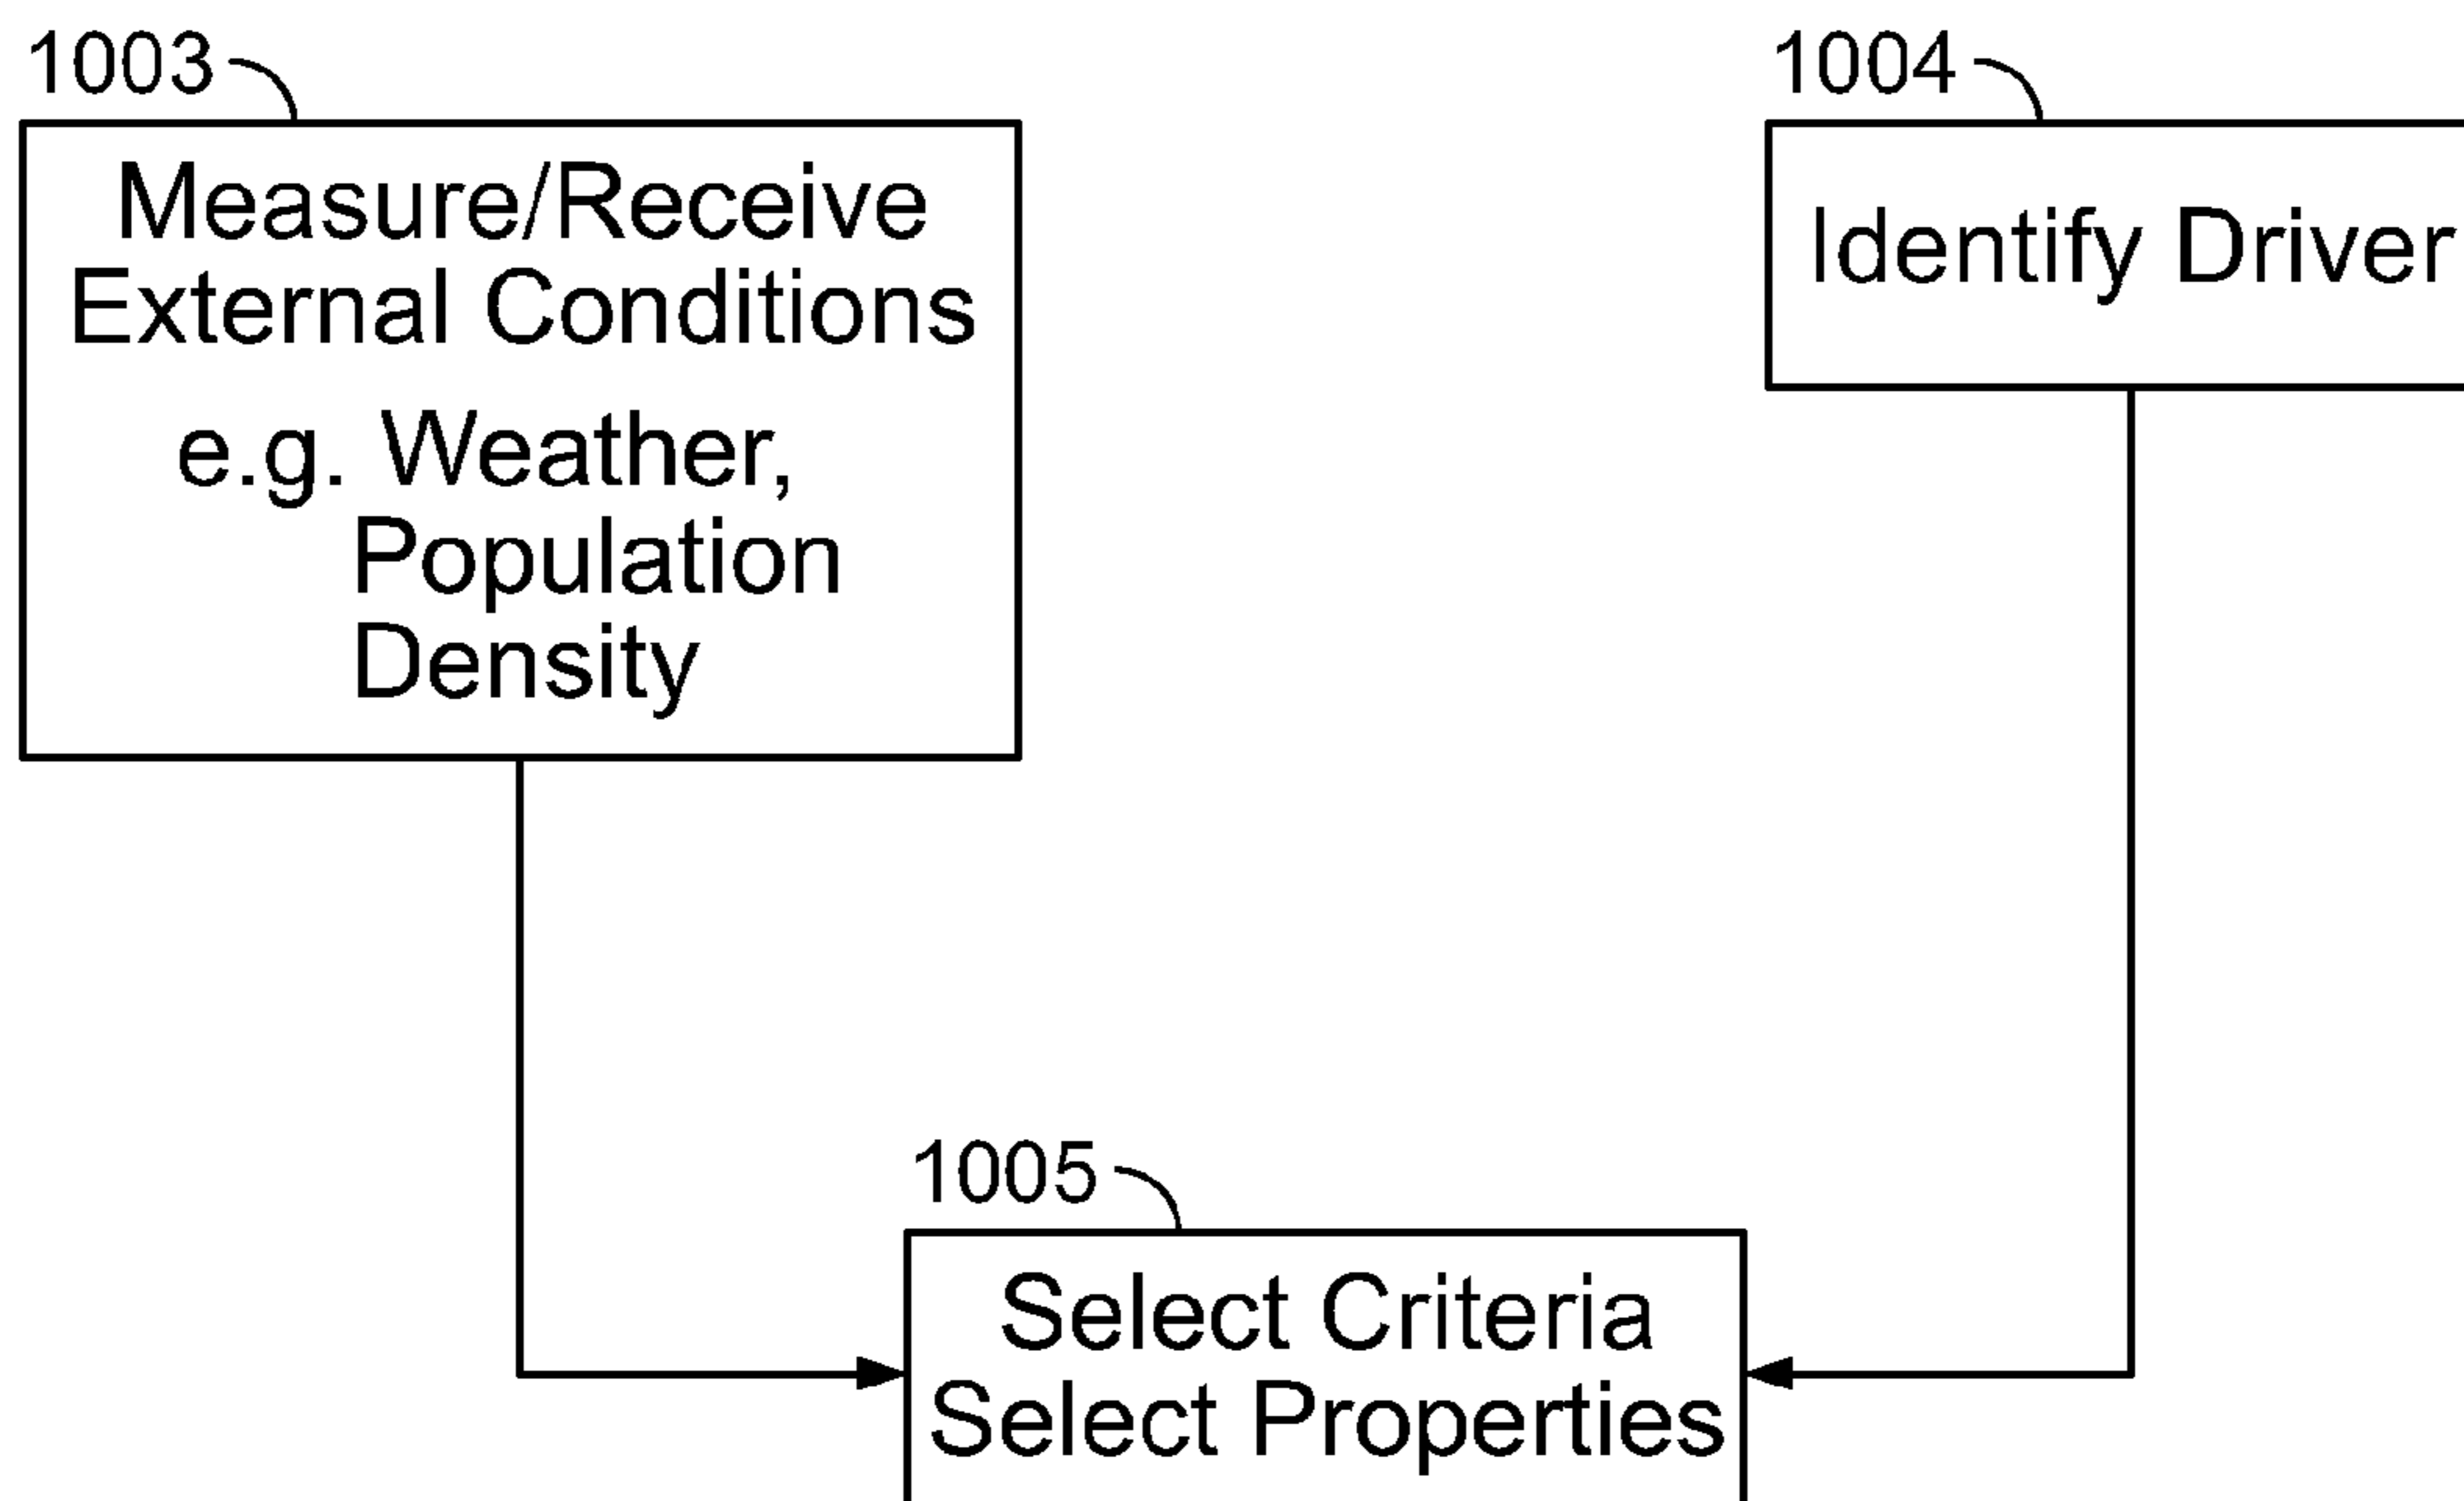 1003
Measure/Receive
External Conditions
e.g. Weather,
Population
Density
1004
Identify Driver
1005
Select Criteria
Select Properties